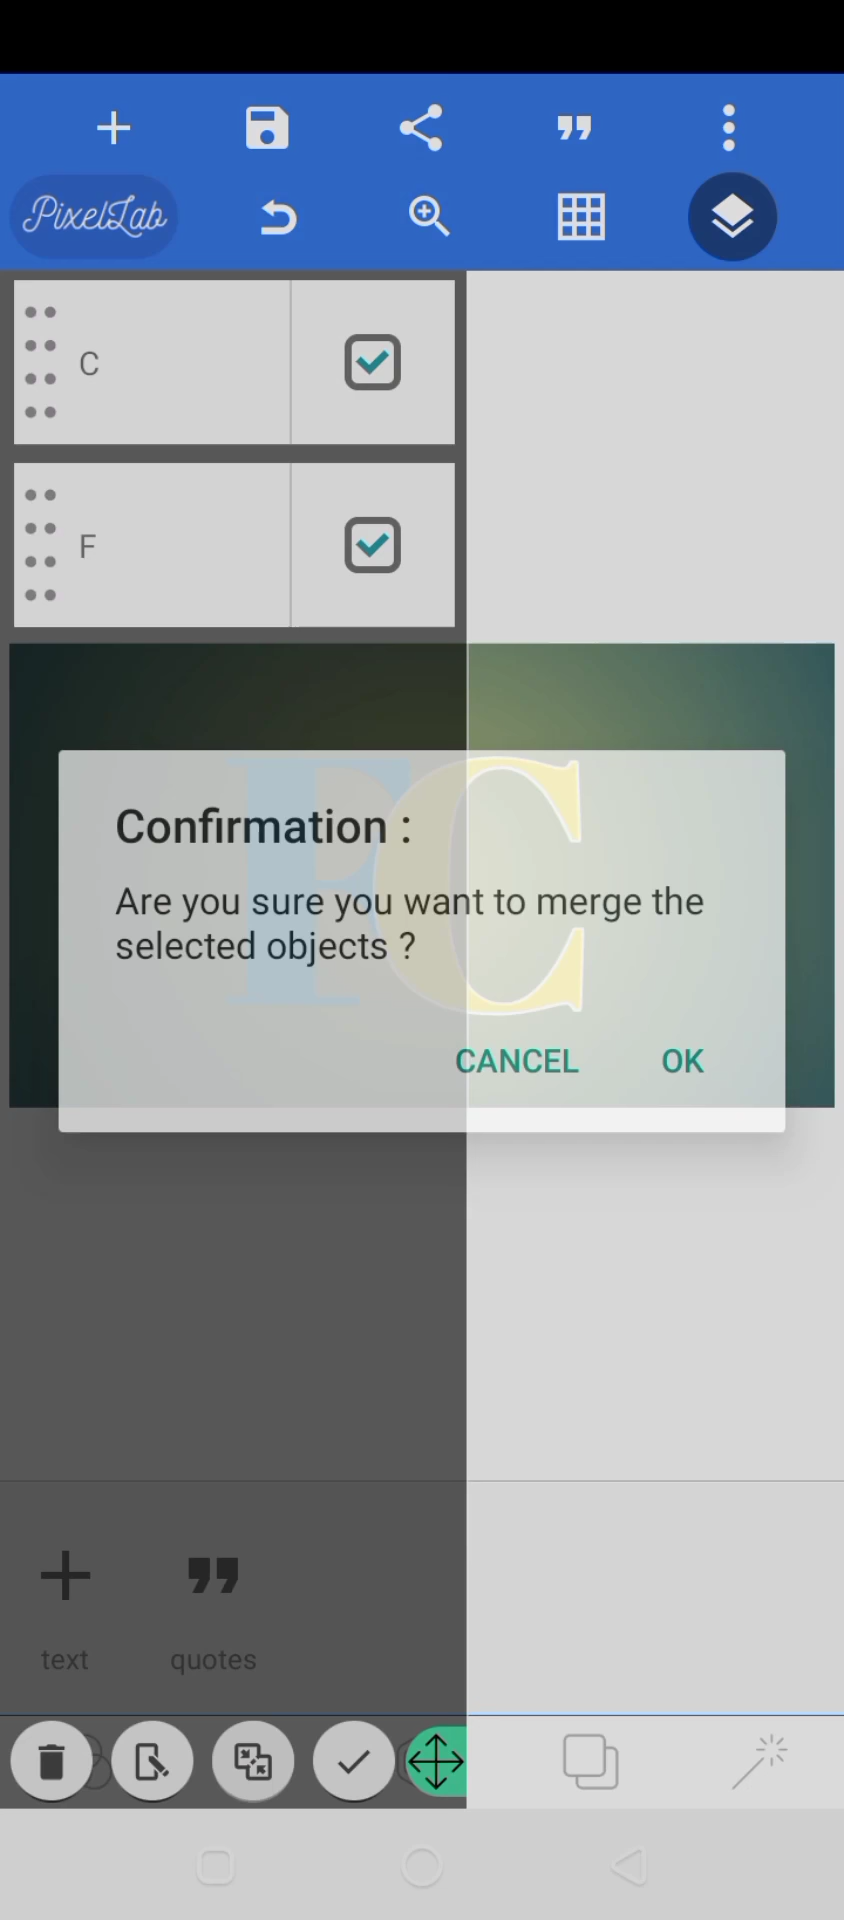 PixelLab
C
F
FC
Confirmation :
Are you sure you want to merge the
selected objects ?
CANCEL OK
text quotes